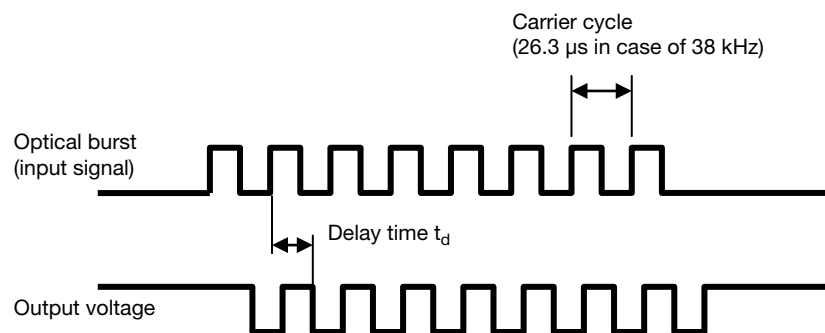 Carrier cycle
(26.3 µs in case of 38 kHz)
Optical burst
(input signal)
Delay time td
Output voltage